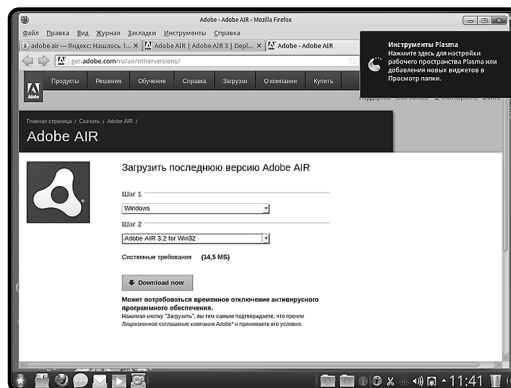 Adobe - Adobe AIR - Mozilla Firefox
Файл Правка Вид Журнал Закладки Инструменты Справка
adobe air — Яндекс: Нашлось 1...
Adobe AIR | Adobe AIR 3 | Depl...
Adobe - Adobe AIR
get.adobe.com/ru/air/otherversions/
Инструменты Plasma
Нажмите здесь для настройки
рабочего пространства Plasma или
добавления новых виджетов в
Просмотр папки.
Adobe
Продукты Решения Обучение Справка Загрузки О компании Купить
Главная страница / Скачать / Adobe AIR /
Adobe AIR
Загрузить последнюю версию Adobe AIR
Шаг 1
Windows
Шаг 2
Adobe AIR 3.2 for Win32
Системные требования (14,5 МБ)
Download now
Может потребоваться временное отключение антивирусного
программного обеспечения.
Нажимая кнопку "Загрузить", вы тем самым подтверждаете, что прочли
Лицензионное соглашение компании Adobe* и принимаете его условия.
11:41